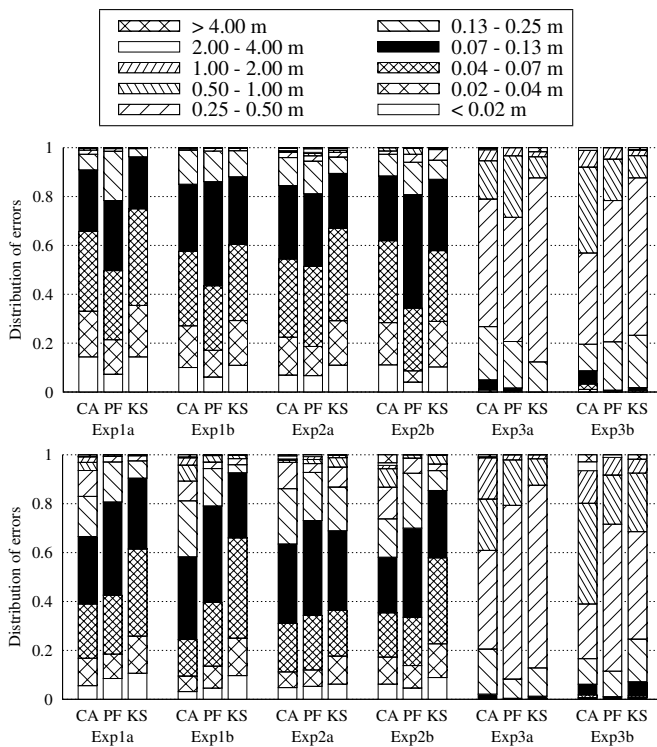 > 4.00 m
2.00 - 4.00 m
1.00 - 2.00 m
0.50 - 1.00 m
0.25 - 0.50 m
0.13 - 0.25 m
0.07 - 0.13 m
0.04 - 0.07 m
0.02 - 0.04 m
< 0.02 m
Distribution of errors
1
0.8
0.6
0.4
0.2
0
CA PF KS CA PF KS CA PF KS CA PF KS CA PF KS CA PF KS
Exp1a Exp1b Exp2a Exp2b Exp3a Exp3b
Distribution of errors
1
0.8
0.6
0.4
0.2
0
CA PF KS CA PF KS CA PF KS CA PF KS CA PF KS CA PF KS
Exp1a Exp1b Exp2a Exp2b Exp3a Exp3b